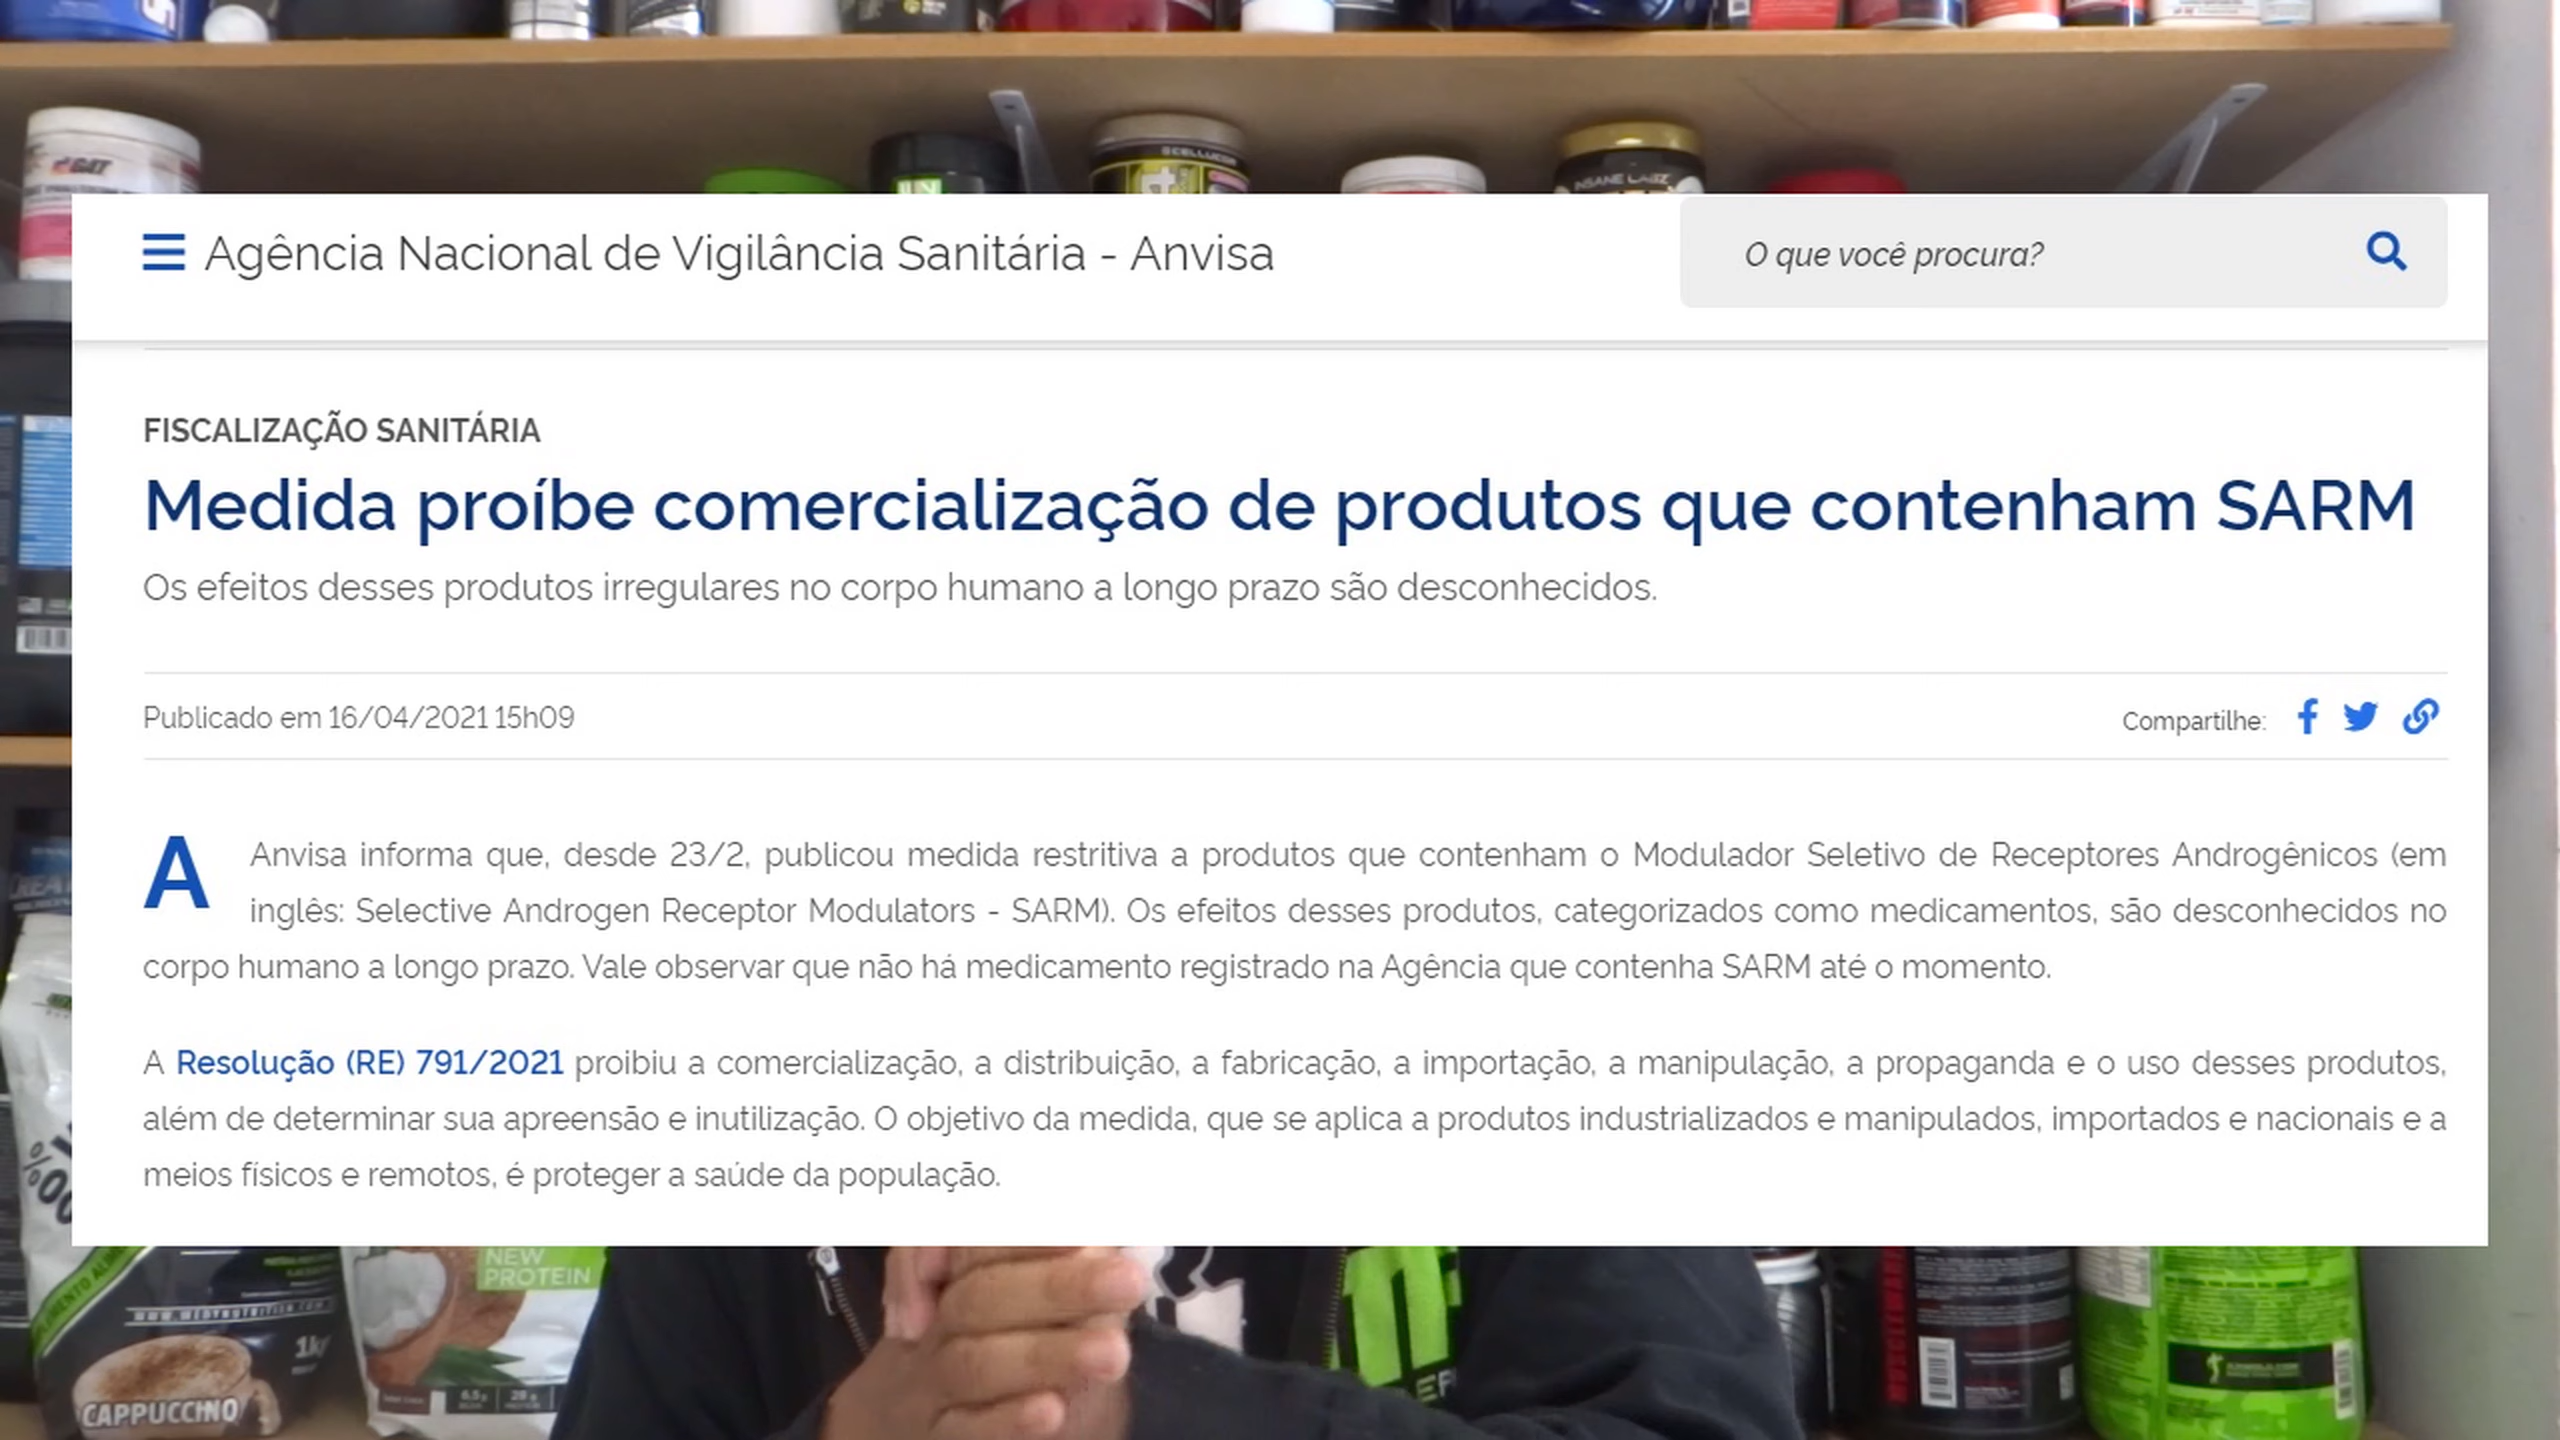 GAT
CELLUCOR
INSANE LABZ
Agência Nacional de Vigilância Sanitária - Anvisa
O que você procura?
FISCALIZAÇÃO SANITÁRIA
Medida proíbe comercialização de produtos que contenham SARM
Os efeitos desses produtos irregulares no corpo humano a longo prazo são desconhecidos.
Publicado em 16/04/2021 15h09
Compartilhe:
A Anvisa informa que, desde 23/2, publicou medida restritiva a produtos que contenham o Modulador Seletivo de Receptores Androgênicos (em
inglês: Selective Androgen Receptor Modulators - SARM). Os efeitos desses produtos, categorizados como medicamentos, são desconhecidos no
corpo humano a longo prazo. Vale observar que não há medicamento registrado na Agência que contenha SARM até o momento.
A Resolução (RE) 791/2021 proibiu a comercialização, a distribuição, a fabricação, a importação, a manipulação, a propaganda e o uso desses produtos,
além de determinar sua apreensão e inutilização. O objetivo da medida, que se aplica a produtos industrializados e manipulados, importados e nacionais e a
meios físicos e remotos, é proteger a saúde da população.
NEW
PROTEIN
CAPPUCCINO